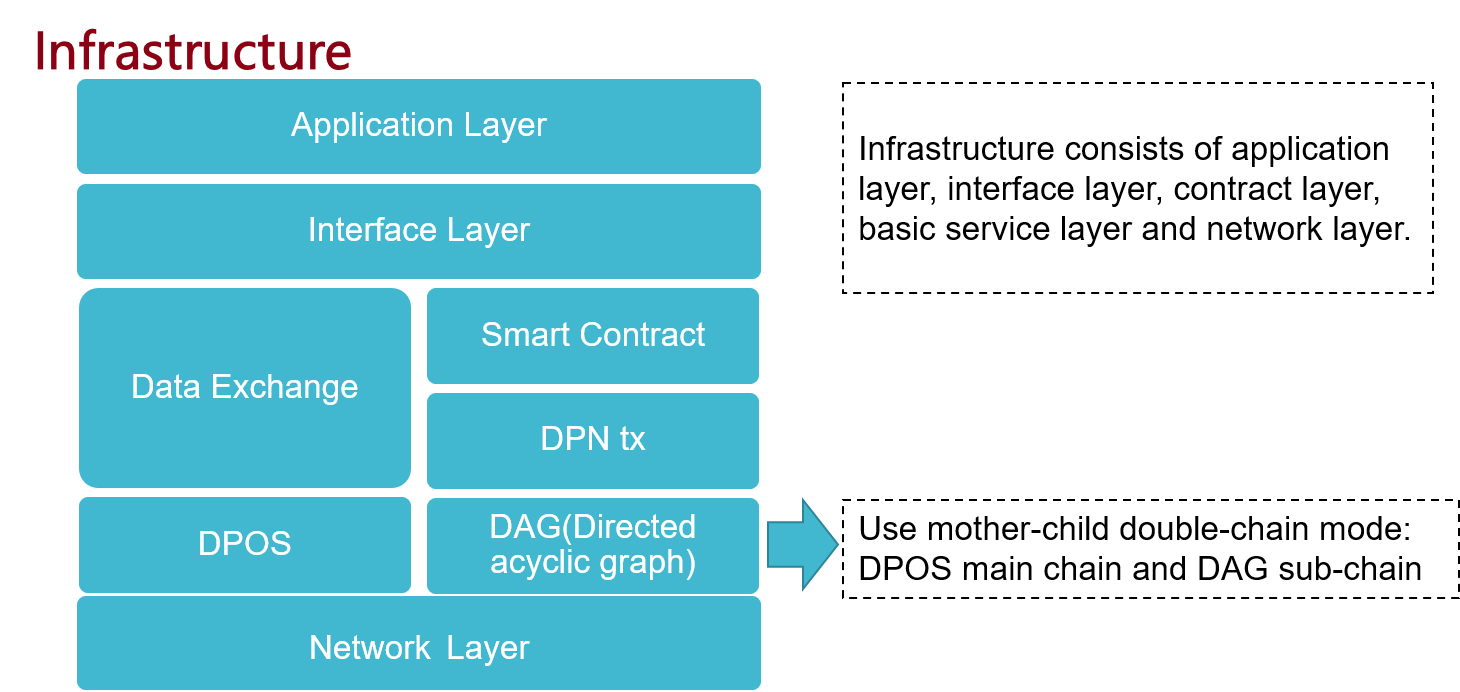 Infrastructure
Application Layer
Interface Layer
Data Exchange
Smart Contract
DPN tx
DPOS
DAG(Directed
acyclic graph)
Network Layer
Infrastructure consists of application
layer, interface layer, contract layer,
basic service layer and network layer.
Use mother-child double-chain mode:
DPOS main chain and DAG sub-chain